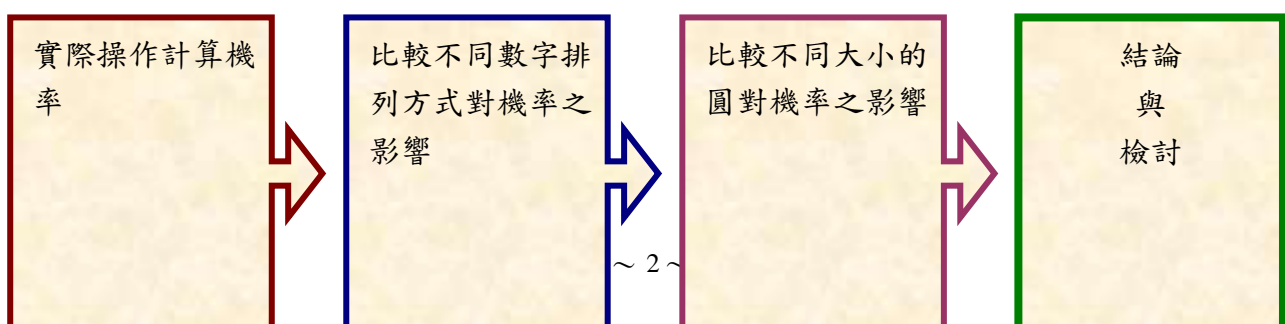 實際操作計算機
率
比較不同數字排
列方式對機率之
影響
比較不同大小的
圓對機率之影響
結論
與
檢討
～ 2 ～